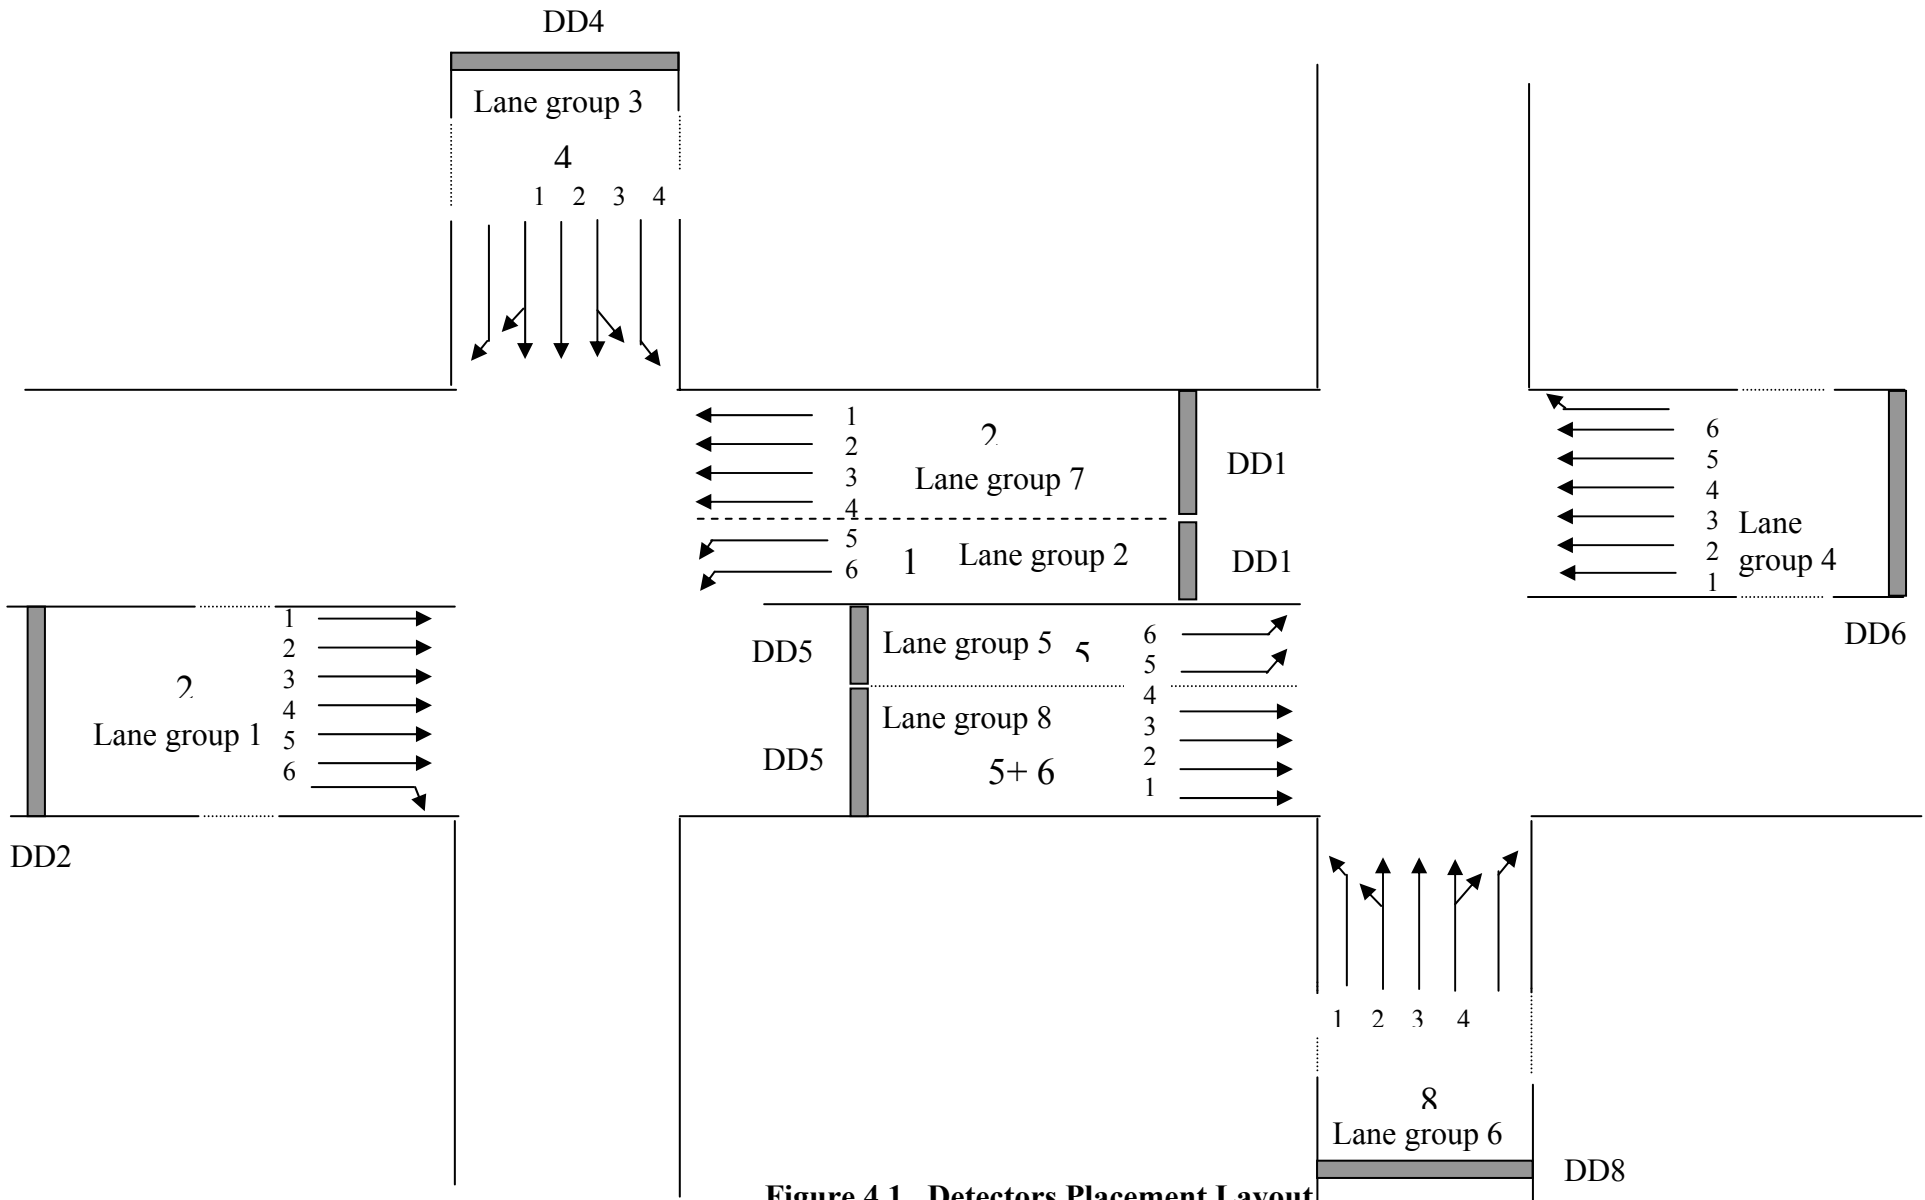 DD4
Lane group 3
4
1 2 3 4
1
2
3
4
5
6
2
Lane group 7
DD1
1
Lane group 2
DD1
6
5
4
3
2
1
Lane
group 4
DD6
1
2
3
4
5
6
2
Lane group 1
DD2
DD5
Lane group 5
5
DD5
Lane group 8
5+ 6
6
5
4
3
2
1
1 2 3 4
8
Lane group 6
DD8
Figure 4.1 Detectors Placement Layout